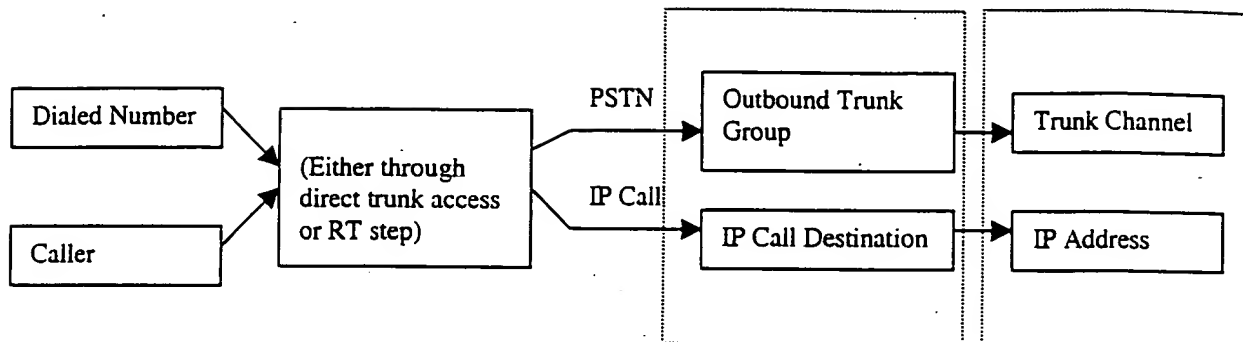 Dialed Number
Caller
(Either through
direct trunk access
or RT step)
PSTN
IP Call
Outbound Trunk
Group
IP Call Destination
Trunk Channel
IP Address